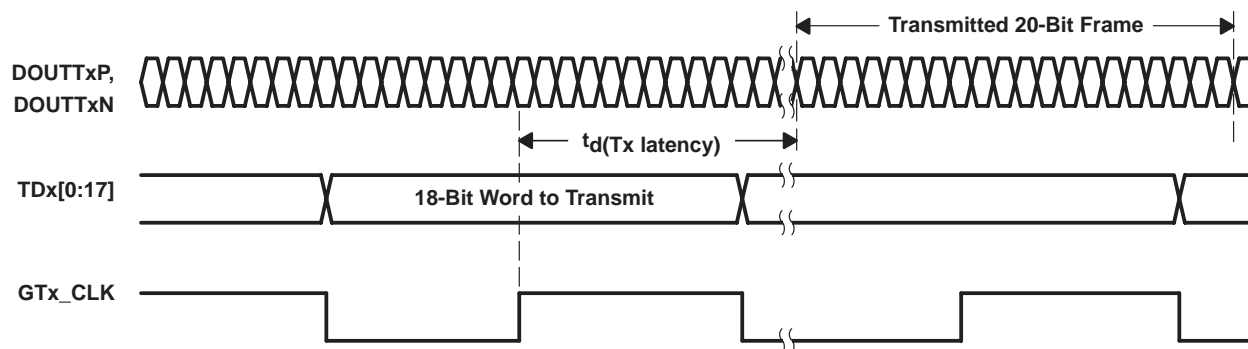 Transmitted 20-Bit Frame
DOUTTxP,
DOUTTxN
td(Tx latency)
TDx[0:17]
18-Bit Word to Transmit
GTx_CLK